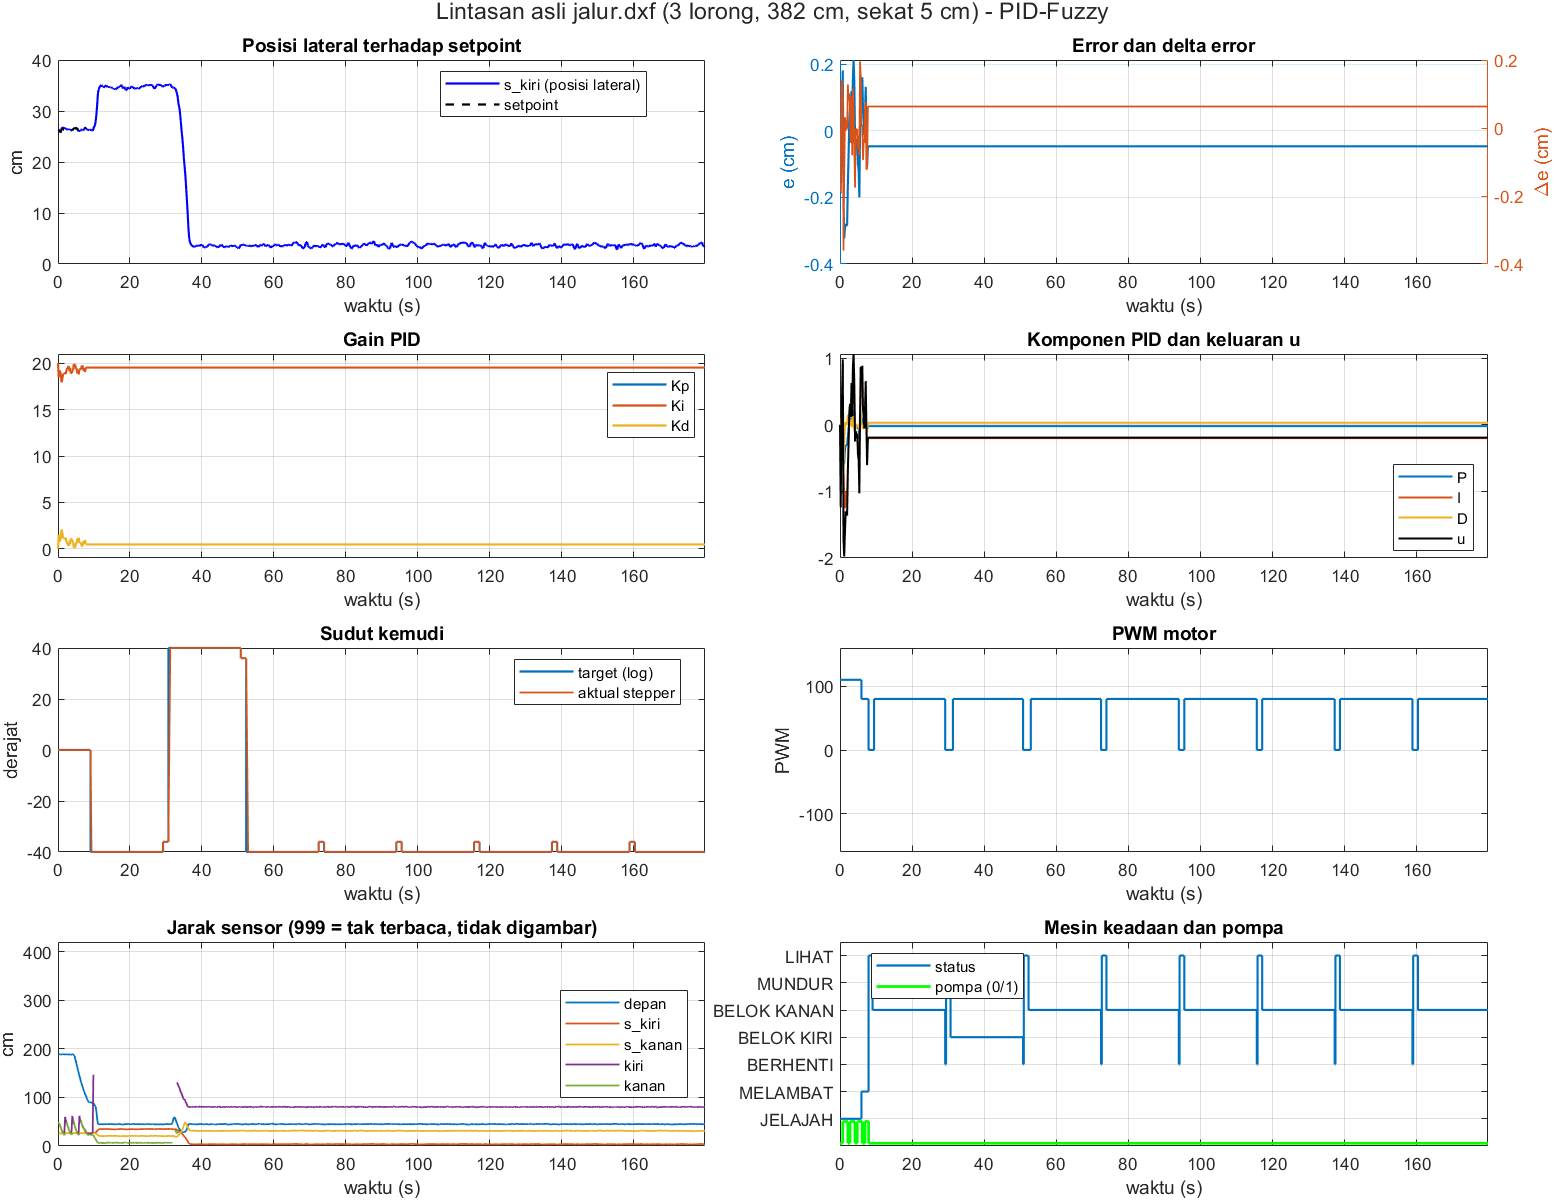 Lintasan asli jalur.dxf (3 lorong, 382 cm, sekat 5 cm) - PID-Fuzzy
Posisi lateral terhadap setpoint
40
30
20
10
0
cm
s_kiri (posisi lateral)
setpoint
0 20 40 60 80 100 120 140 160
waktu (s)
Error dan delta error
0.2
0
-0.2
-0.4
e (cm)
0.2
0
-0.2
-0.4
Δe (cm)
0 20 40 60 80 100 120 140 160
waktu (s)
Gain PID
20
15
10
5
0
Kp
Ki
Kd
0 20 40 60 80 100 120 140 160
waktu (s)
Komponen PID dan keluaran u
1
0
-1
-2
P
I
D
u
0 20 40 60 80 100 120 140 160
waktu (s)
Sudut kemudi
40
20
0
-20
-40
derajat
target (log)
aktual stepper
0 20 40 60 80 100 120 140 160
waktu (s)
PWM motor
100
0
-100
PWM
0 20 40 60 80 100 120 140 160
waktu (s)
Jarak sensor (999 = tak terbaca, tidak digambar)
400
300
200
100
0
cm
depan
s_kiri
s_kanan
kiri
kanan
0 20 40 60 80 100 120 140 160
waktu (s)
Mesin keadaan dan pompa
LIHAT
MUNDUR
BELOK KANAN
BELOK KIRI
BERHENTI
MELAMBAT
JELAJAH
status
pompa (0/1)
0 20 40 60 80 100 120 140 160
waktu (s)